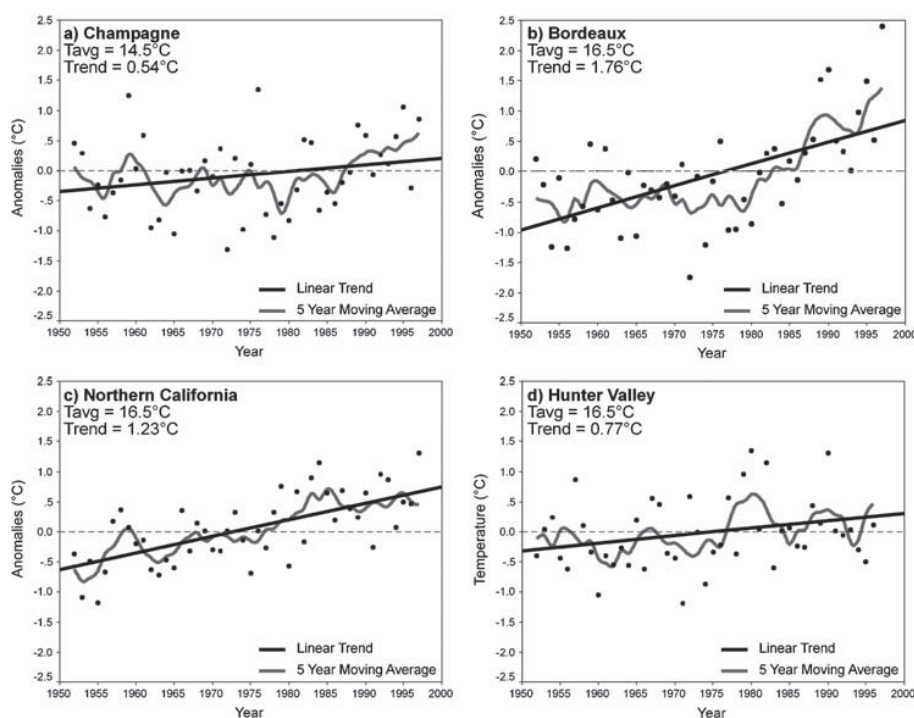 a) Champagne
Tavg = 14.5°C
Trend = 0.54°C
2.5
2.0
1.5
1.0
.5
0.0
-.5
-1.0
-1.5
-2.0
-2.5
Anomalies (°C)
Linear Trend
5 Year Moving Average
1950 1955 1960 1965 1970 1975 1980 1985 1990 1995 2000
Year
b) Bordeaux
Tavg = 16.5°C
Trend = 1.76°C
2.5
2.0
1.5
1.0
.5
0.0
-.5
-1.0
-1.5
-2.0
-2.5
Anomalies (°C)
Linear Trend
5 Year Moving Average
1950 1955 1960 1965 1970 1975 1980 1985 1990 1995 2000
Year
c) Northern California
Tavg = 16.5°C
Trend = 1.23°C
2.5
2.0
1.5
1.0
.5
0.0
-.5
-1.0
-1.5
-2.0
-2.5
Anomalies (°C)
Linear Trend
5 Year Moving Average
1950 1955 1960 1965 1970 1975 1980 1985 1990 1995 2000
Year
d) Hunter Valley
Tavg = 16.5°C
Trend = 0.77°C
2.5
2.0
1.5
1.0
.5
0.0
-.5
-1.0
-1.5
-2.0
-2.5
Temperature (°C)
Linear Trend
5 Year Moving Average
1950 1955 1960 1965 1970 1975 1980 1985 1990 1995 2000
Year